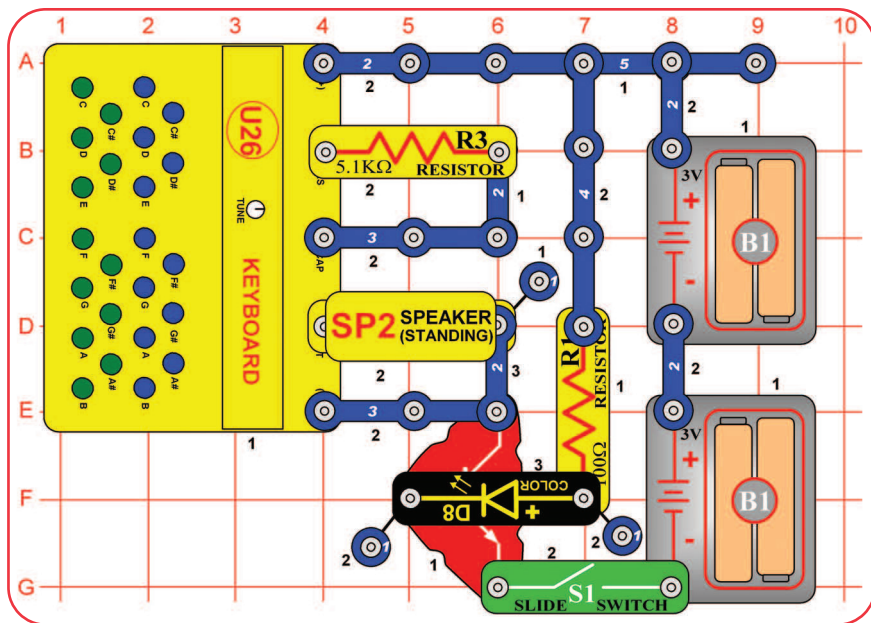 1 2 3 4 5 6 7 8 9 10
A
B
C
D
E
F
G
C
D
E
F
G
A
B
C#
D#
F#
G#
A#
C
D
E
F
G
A
B
C#
D#
F#
G#
A#
U26
TUNE
KEYBOARD
1
2
2
5
1
2
2
R3
5.1KΩ RESISTOR
2
2
1
3
2
4
2
1
1
SP2 SPEAKER
(STANDING)
2
2
3
3
2
R1
RESISTOR
100Ω
1
3V
+
-
B1
1
2
2
3V
+
-
B1
1
COLOR
D8
+
3
1
2
1
2
1
2
S1
SLIDE SWITCH